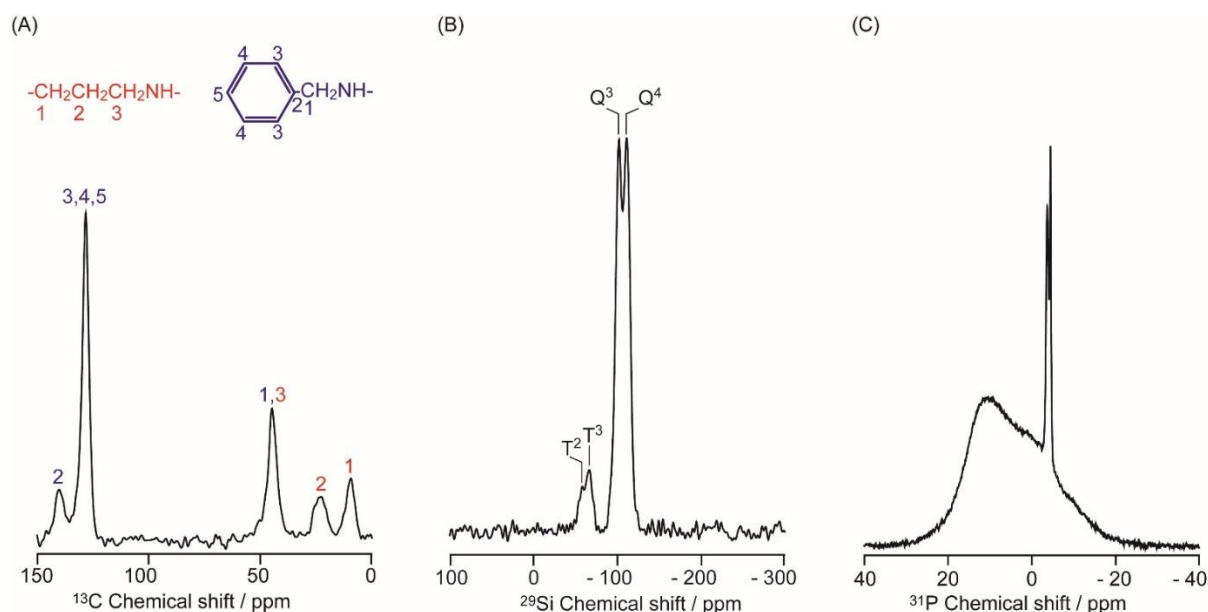 (A)
(B)
(C)
-CH₂CH₂CH₂NH-
1 2 3
4 3
5 CH₂NH-
21
4 3
3,4,5
2
1,3
2
1
150 100 50 0
¹³C Chemical shift / ppm
Q³ Q⁴
T² T³
100 0 - 100 - 200 - 300
²⁹Si Chemical shift / ppm
40 20 0 - 20 - 40
³¹P Chemical shift / ppm